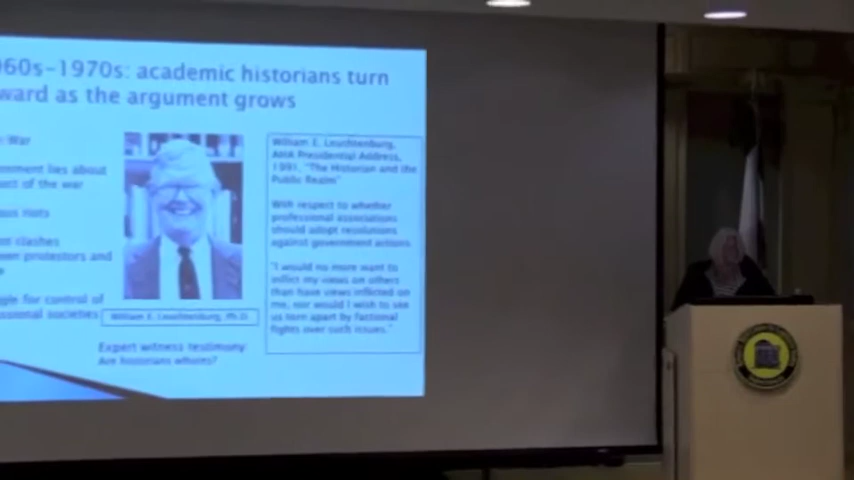 960s-1970s: academic historians turn
ward as the argument grows
War
nment lies about
ct of the war
us riots
t clashes
en protestors and
ggle for control of
ssional societies
William E. Leuchtenburg, Ph.D.
Expert witness testimony:
Are historians whores?
William E. Leuchtenburg,
AHA Presidential Address,
1991, "The Historian and the
Public Realm"
With respect to whether
professional associations
should adopt resolutions
against government actions
"I would no more want to
inflict my views on others
than have views inflicted on
me, nor would I wish to see
us torn apart by factional
fights over such issues."